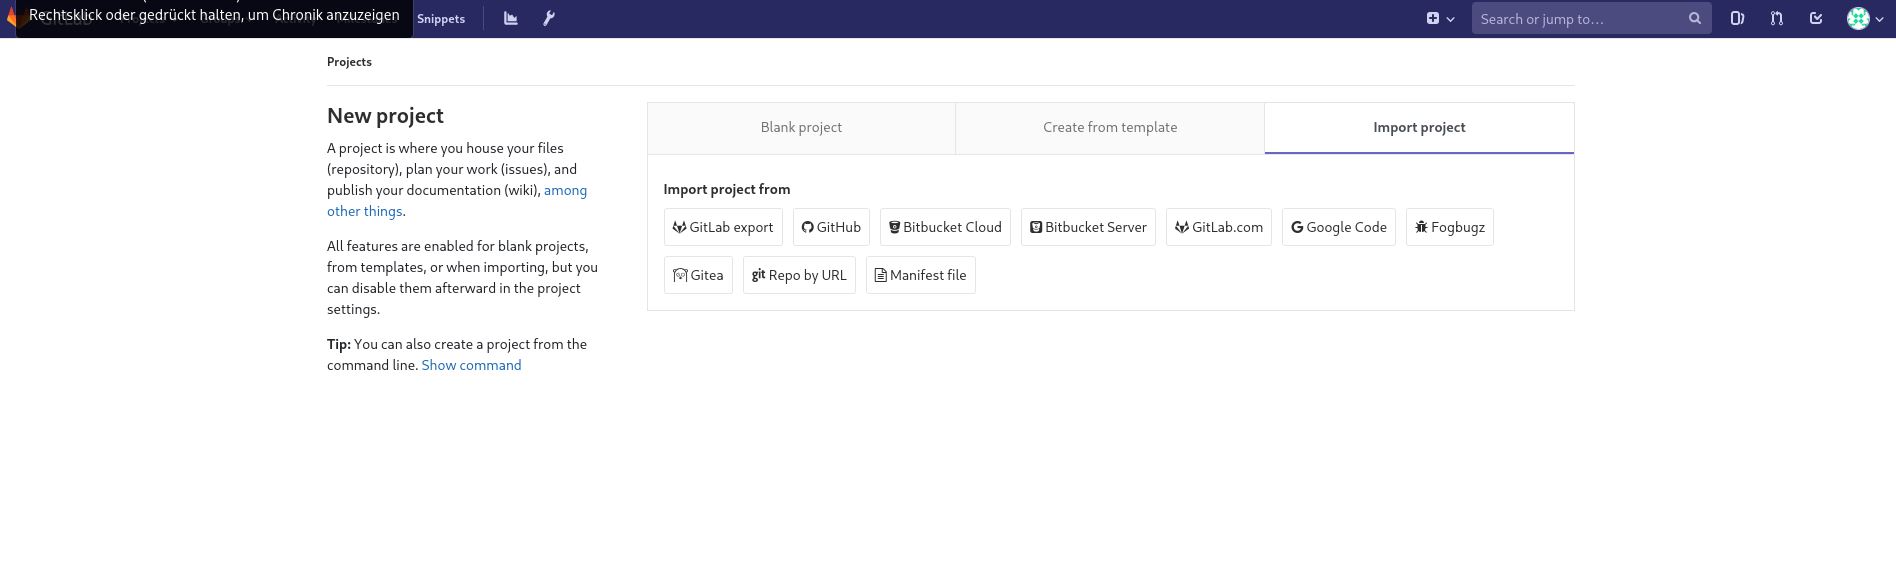 Rechtsklick oder gedrückt halten, um Chronik anzuzeigen
Snippets
Search or jump to...
Projects
New project
A project is where you house your files
(repository), plan your work (issues), and
publish your documentation (wiki), among
other things.
All features are enabled for blank projects,
from templates, or when importing, but you
can disable them afterward in the project
settings.
Tip: You can also create a project from the
command line. Show command
Blank project
Create from template
Import project
Import project from
GitLab export
GitHub
Bitbucket Cloud
Bitbucket Server
GitLab.com
Google Code
Fogbugz
Gitea
git Repo by URL
Manifest file